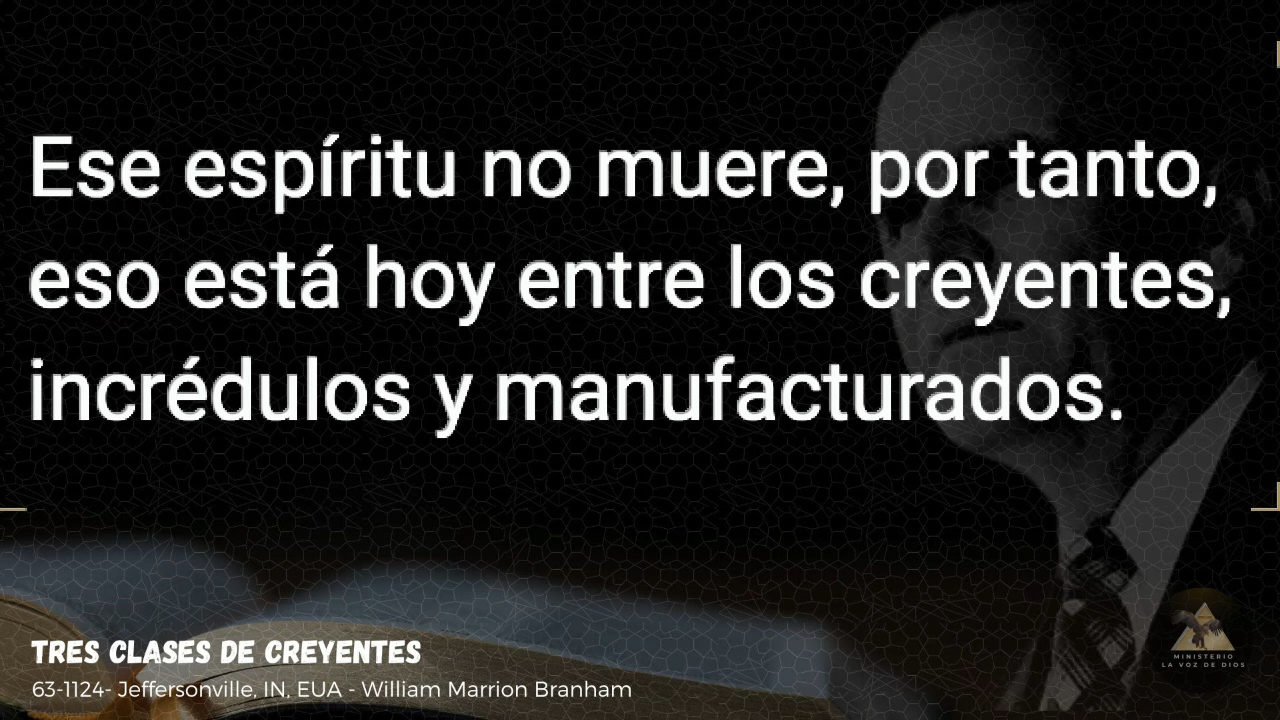 Ese espíritu no muere, por tanto,
eso está hoy entre los creyentes,
incrédulos y manufacturados.
TRES CLASES DE CREYENTES
63-1124- Jeffersonville, IN, EUA - William Marrion Branham
MINISTERIO
LA VOZ DE DIOS